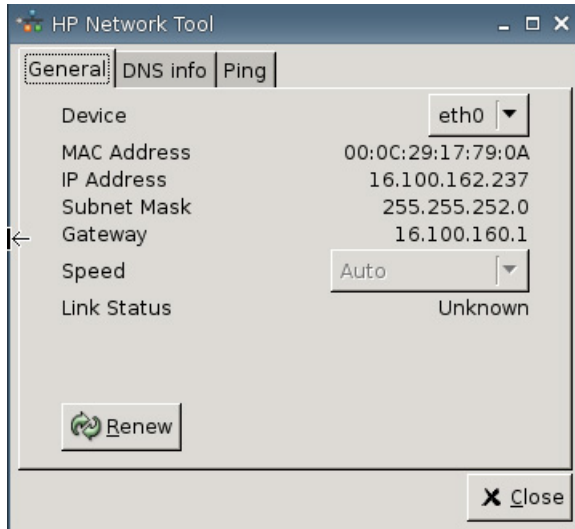 HP Network Tool
General DNS info Ping
Device eth0
MAC Address 00:0C:29:17:79:0A
IP Address 16.100.162.237
Subnet Mask 255.255.252.0
Gateway 16.100.160.1
Speed Auto
Link Status Unknown
Renew
Close